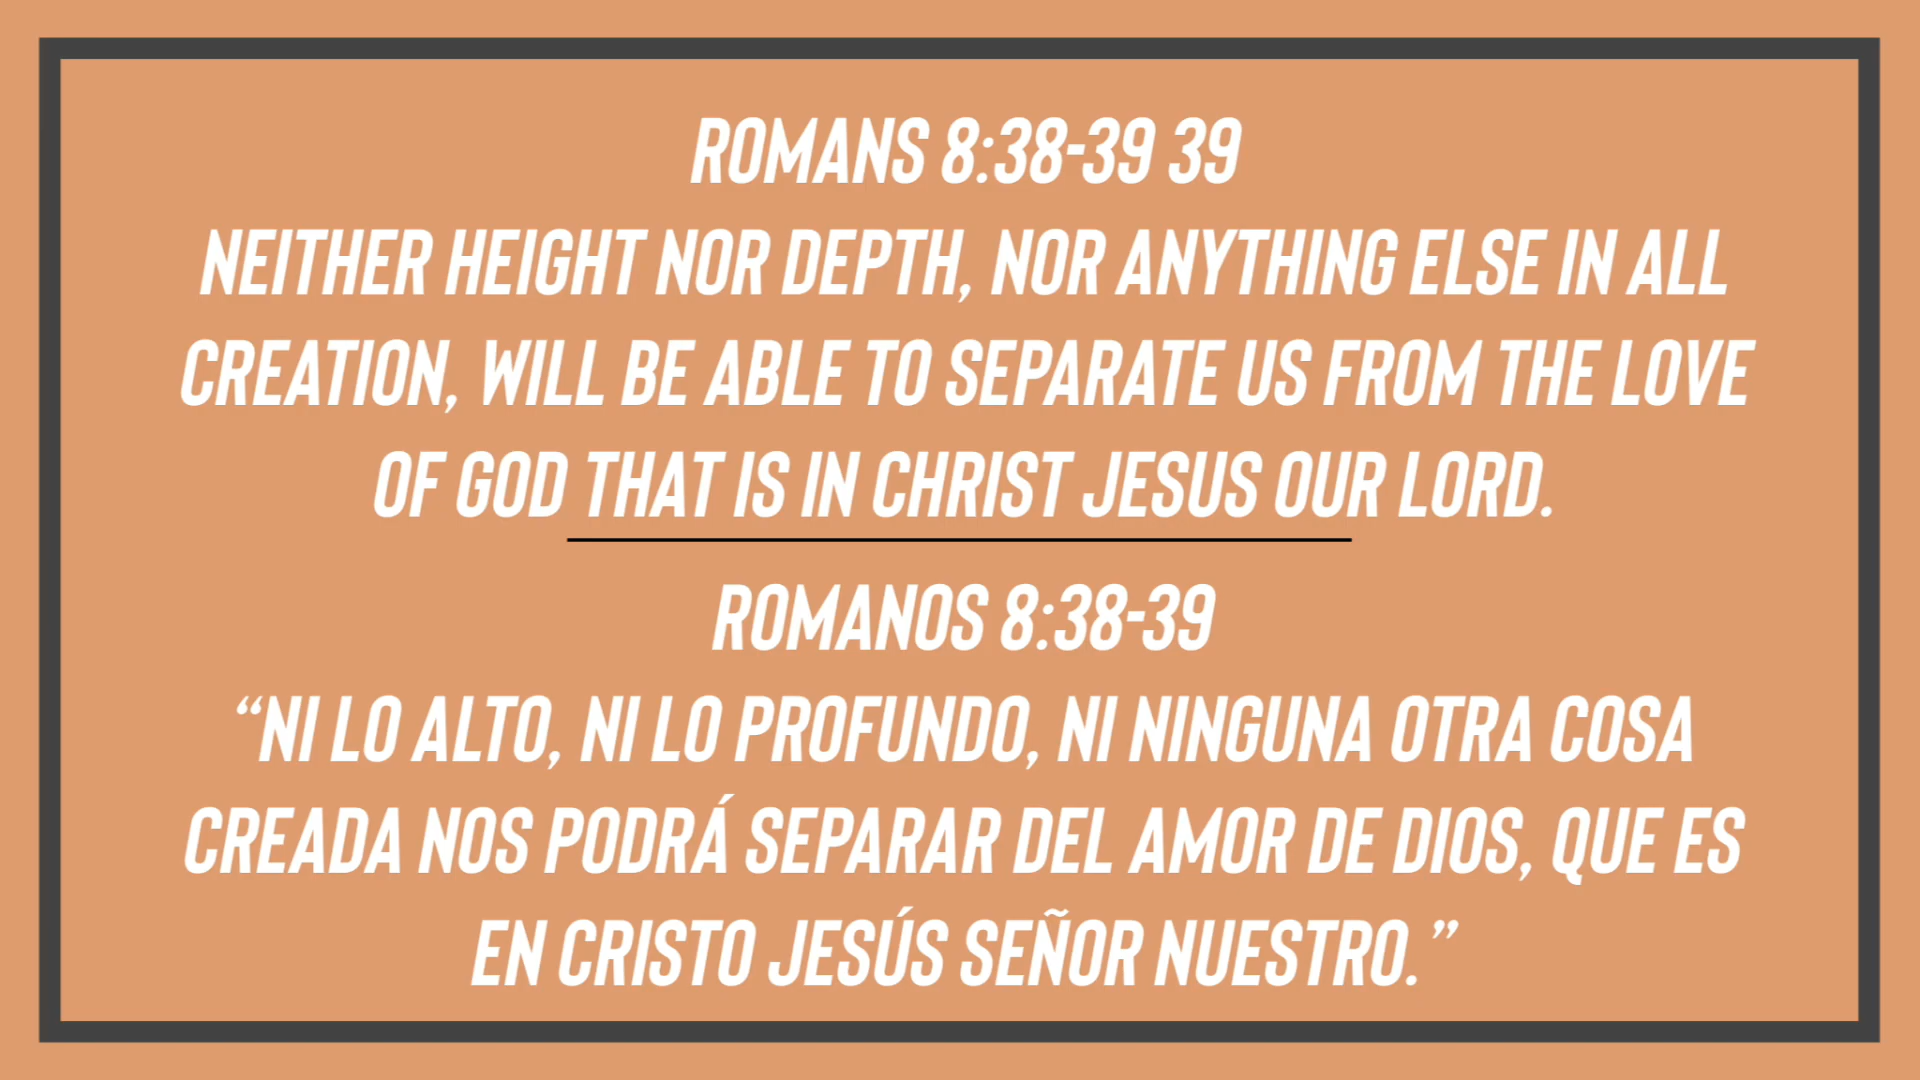 ROMANS 8:38-39 39
NEITHER HEIGHT NOR DEPTH, NOR ANYTHING ELSE IN ALL
CREATION, WILL BE ABLE TO SEPARATE US FROM THE LOVE
OF GOD THAT IS IN CHRIST JESUS OUR LORD.
ROMANOS 8:38-39
“NI LO ALTO, NI LO PROFUNDO, NI NINGUNA OTRA COSA
CREADA NOS PODRÁ SEPARAR DEL AMOR DE DIOS, QUE ES
EN CRISTO JESÚS SEÑOR NUESTRO.”